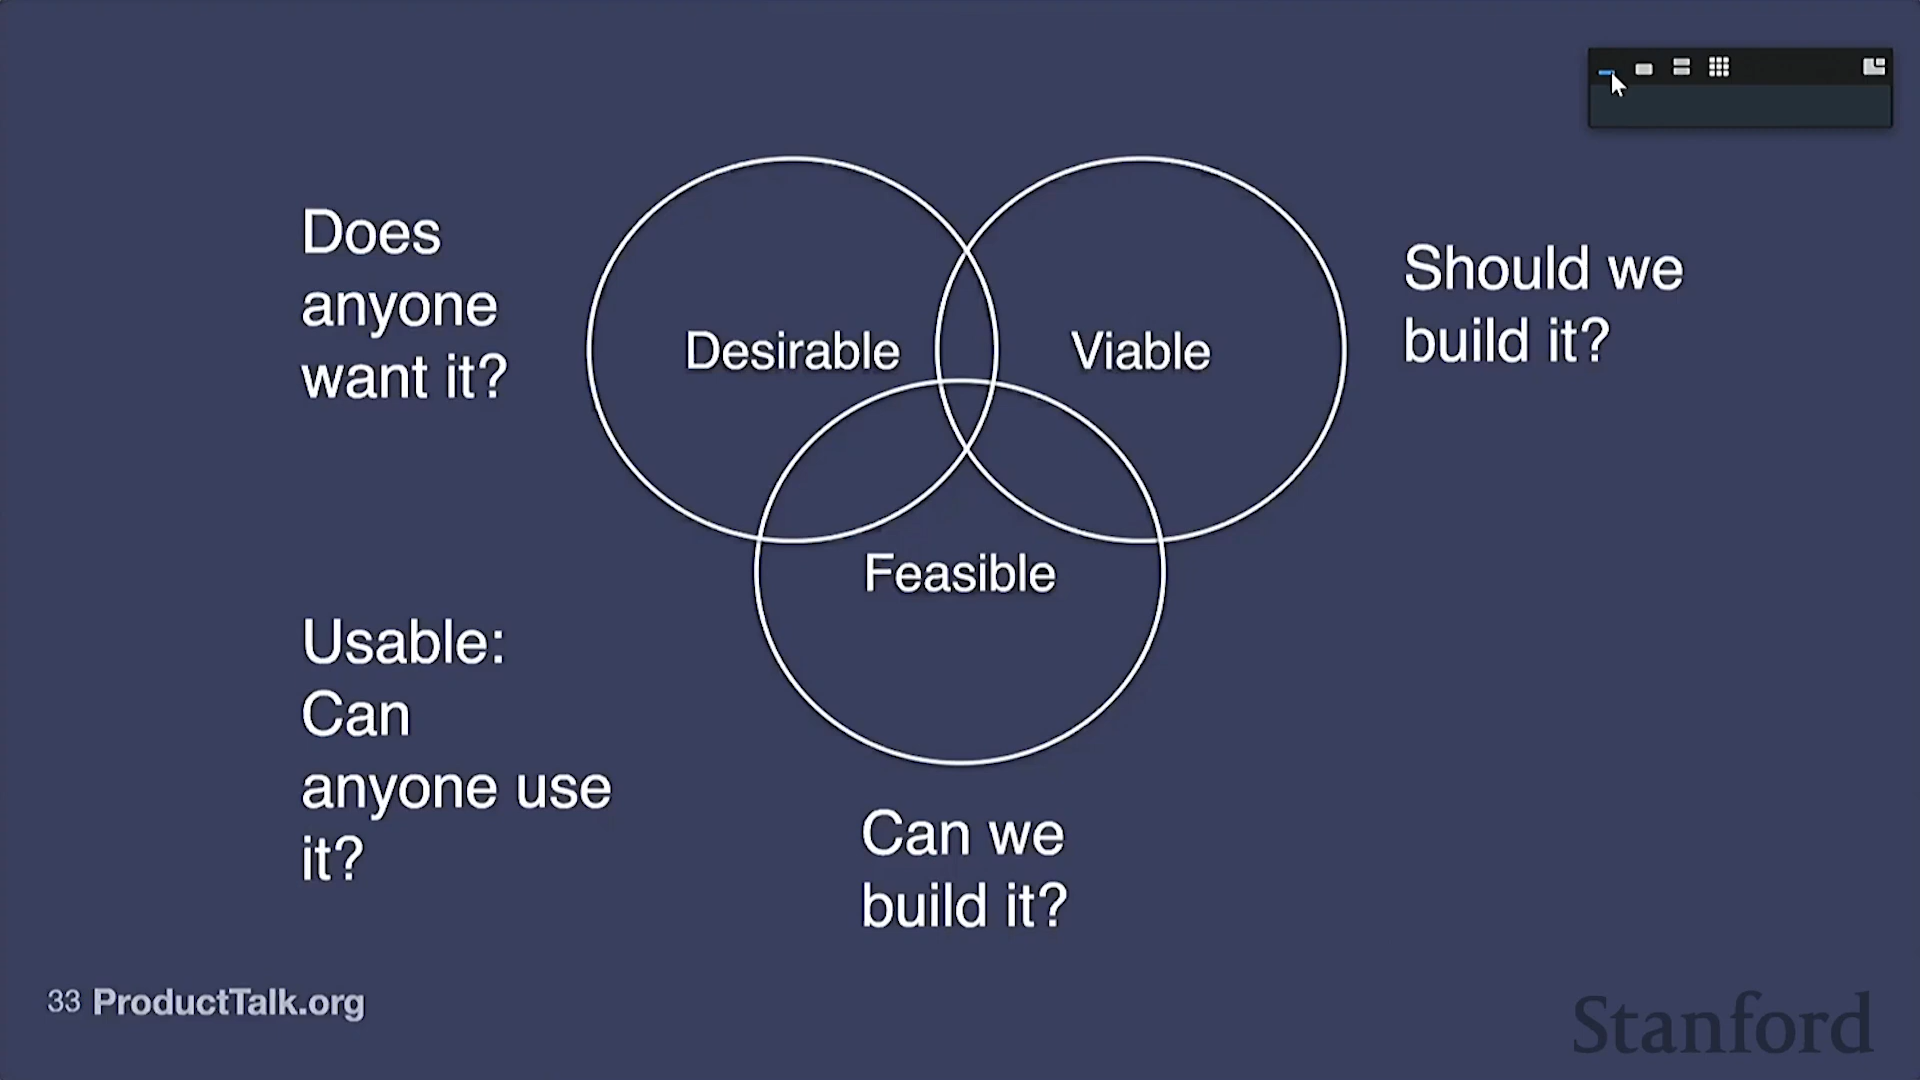 Does
anyone
want it?
Desirable
Viable
Should we
build it?
Feasible
Usable:
Can
anyone use
it?
Can we
build it?
33 ProductTalk.org
Stanford